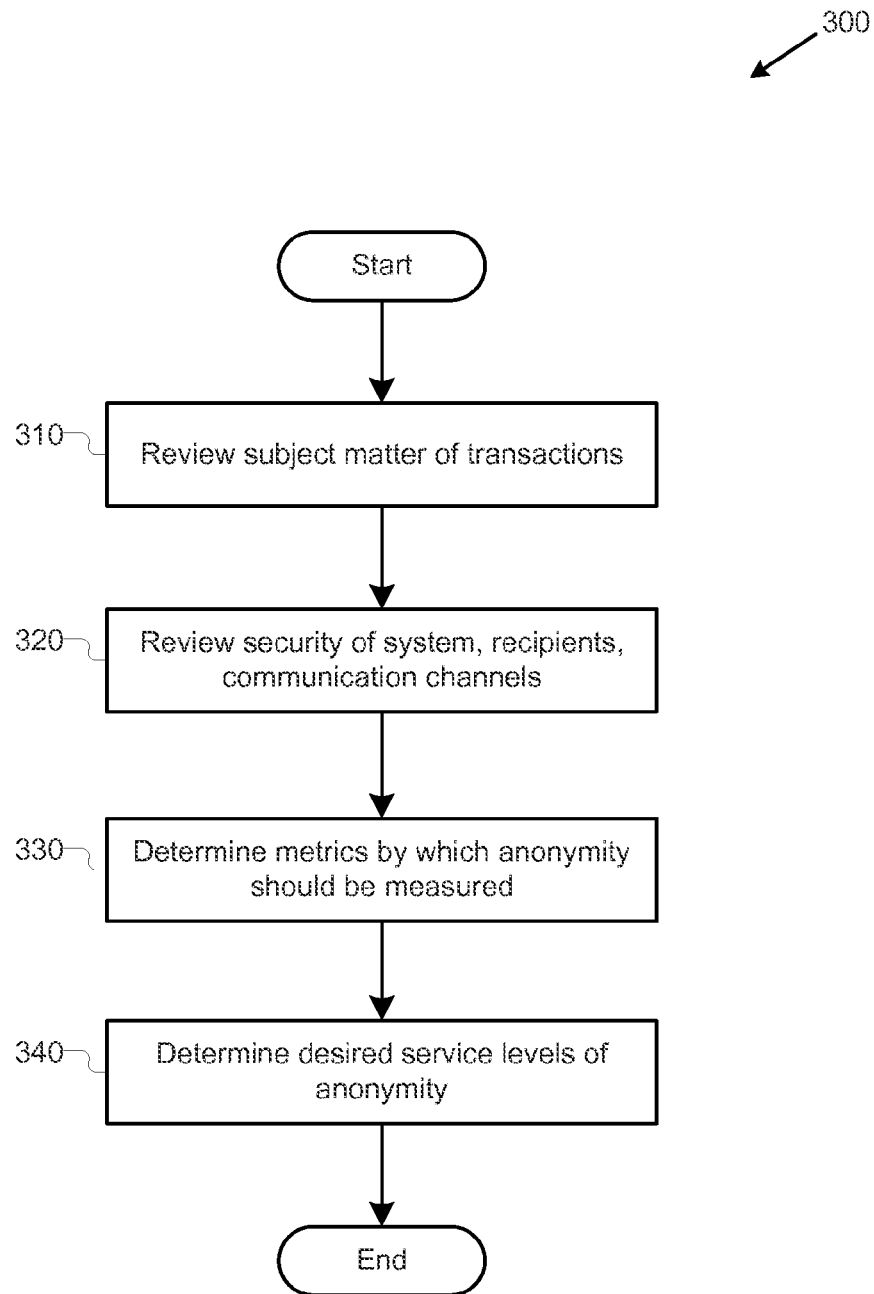 300
Start
310
Review subject matter of transactions
320
Review security of system, recipients,
communication channels
330
Determine metrics by which anonymity
should be measured
340
Determine desired service levels of
anonymity
End